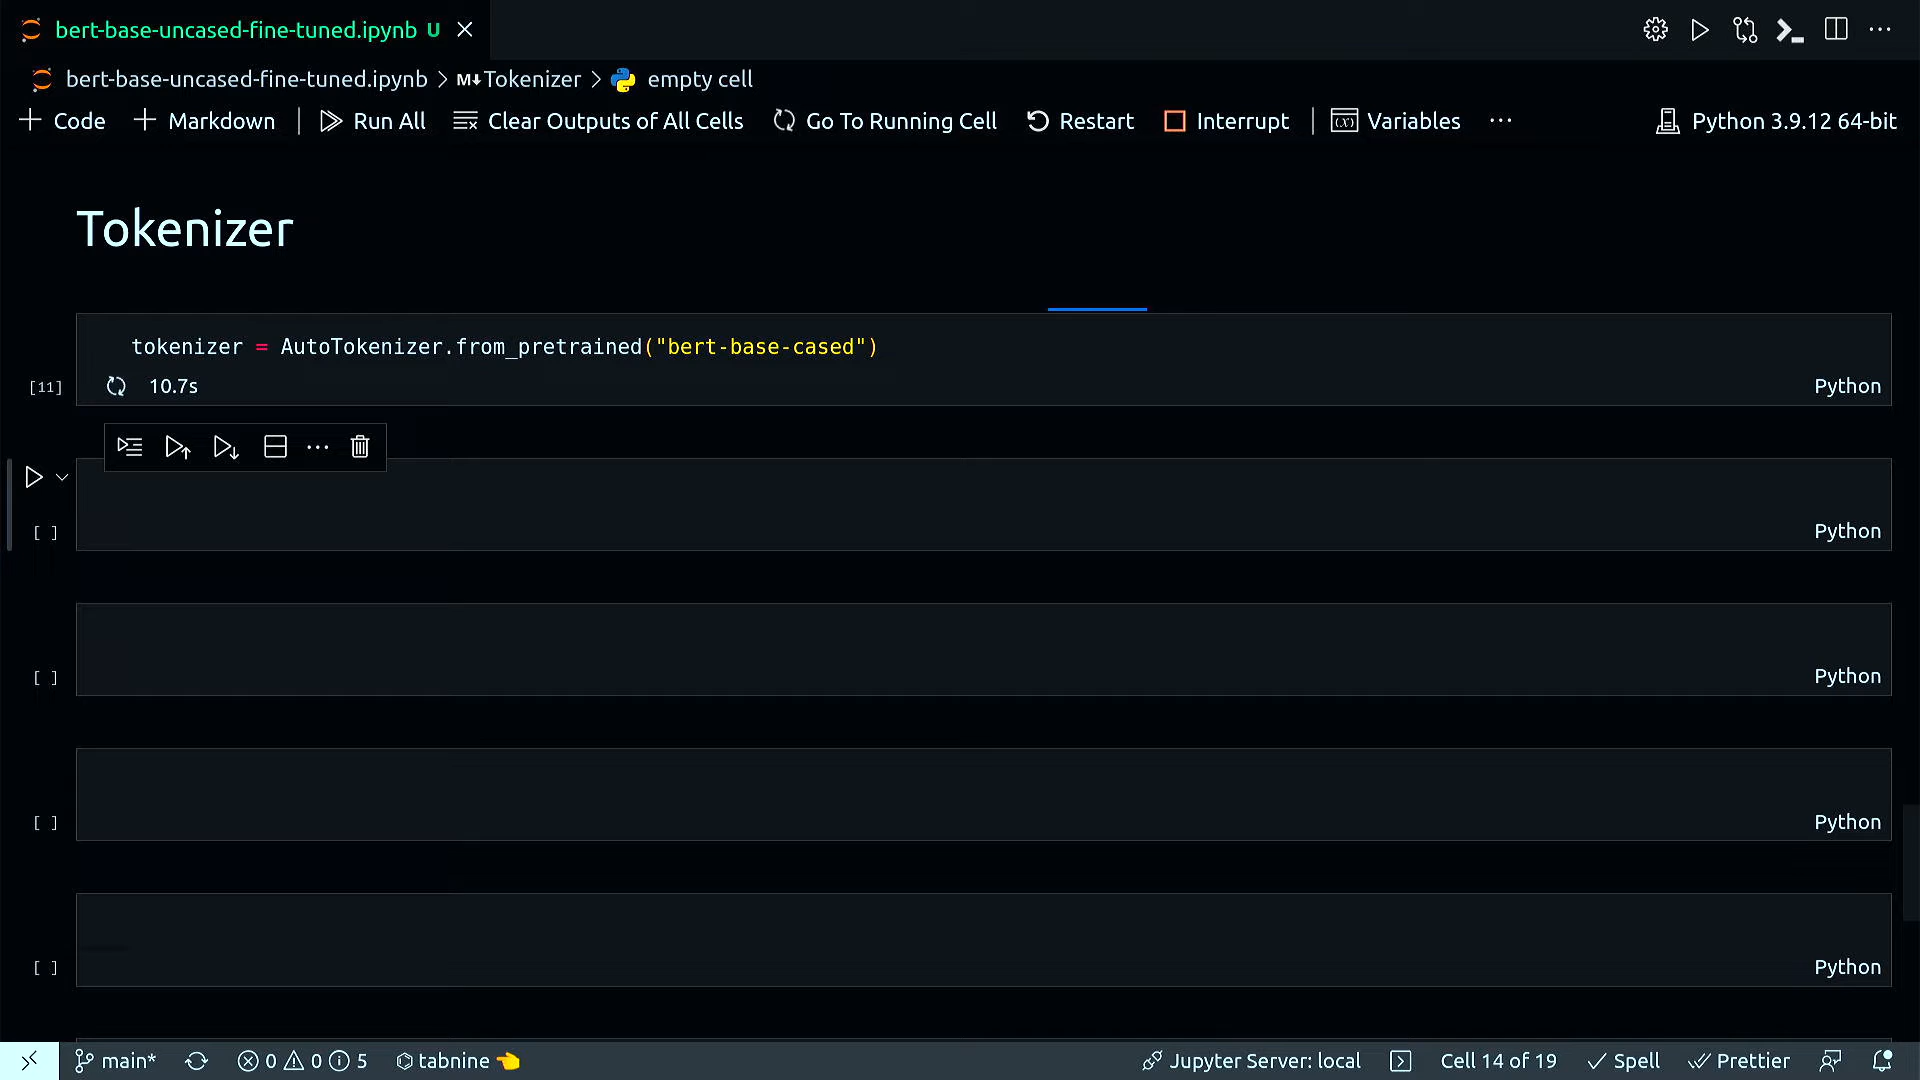 bert-base-uncased-fine-tuned.ipynb U
bert-base-uncased-fine-tuned.ipynb > M↓Tokenizer > empty cell
+ Code + Markdown | Run All Clear Outputs of All Cells Go To Running Cell Restart Interrupt | Variables ··· Python 3.9.12 64-bit
Tokenizer
tokenizer = AutoTokenizer.from_pretrained("bert-base-cased")
[11] 10.7s Python
[ ] Python
[ ] Python
[ ] Python
[ ] Python
main* 0 0 5 tabnine Jupyter Server: local Cell 14 of 19 Spell Prettier